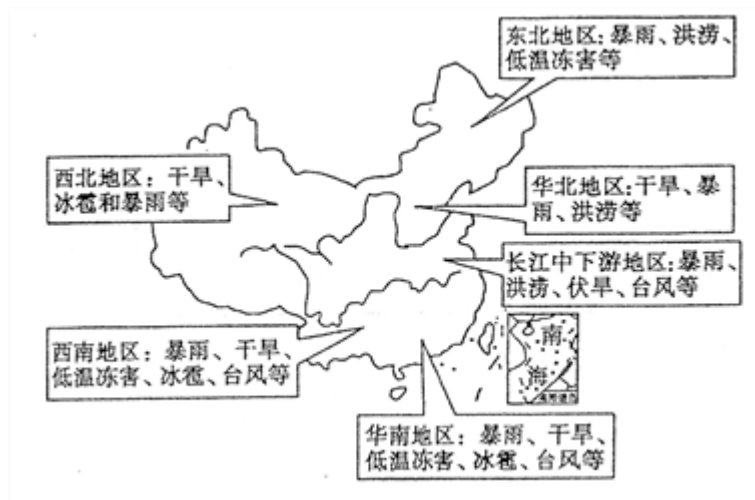 东北地区：暴雨、洪涝、
低温冻害等
西北地区：干旱、
冰雹和暴雨等
华北地区：干旱、暴
雨、洪涝等
长江中下游地区：暴雨、
洪涝、伏旱、台风等
西南地区：暴雨、干旱、
低温冻害、冰雹、台风等
南
海
华南地区：暴雨、干旱、
低温冻害、冰雹、台风等